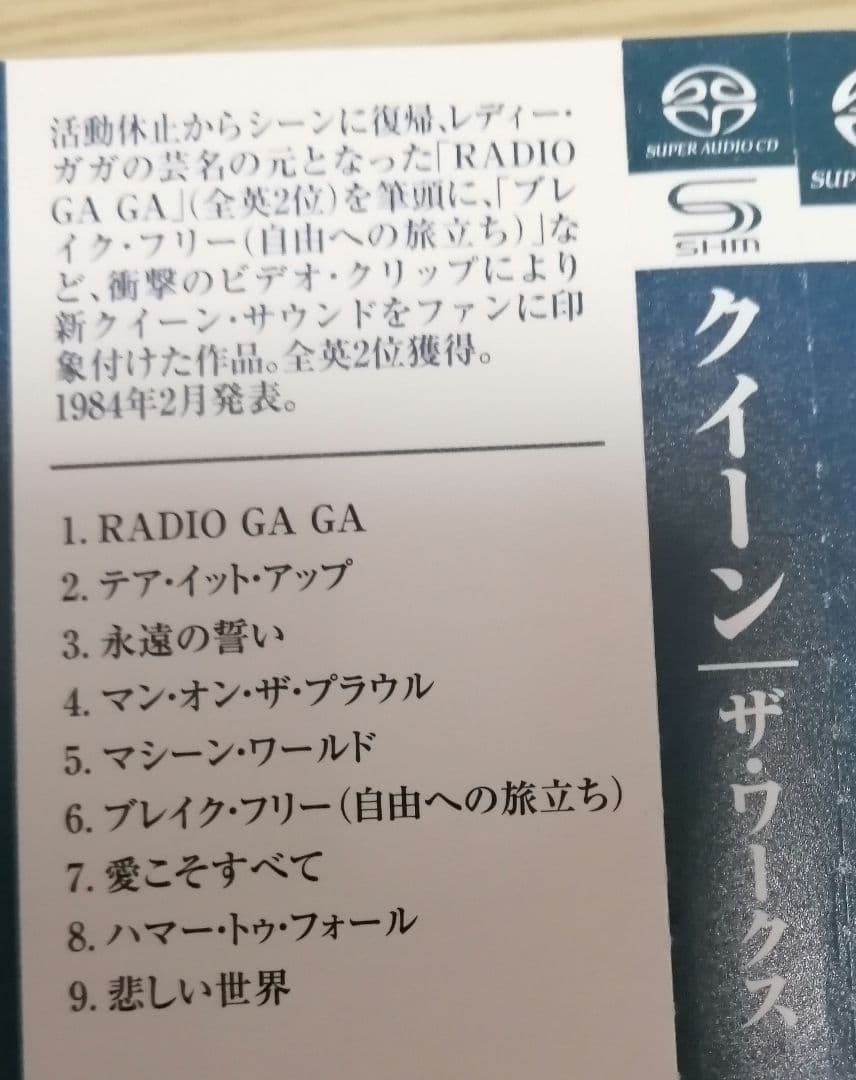 活動休止からシーンに復帰、レディー・
ガガの芸名の元となった「RADIO
GA GA」(全英2位)を筆頭に、「ブレ
イク・フリー(自由への旅立ち)」な
ど、衝撃のビデオ・クリップにより
新クイーン・サウンドをファンに印
象付けた作品。全英2位獲得。
1984年2月発表。
1. RADIO GA GA
2. テア・イット・アップ
3. 永遠の誓い
4. マン・オン・ザ・プラウル
5. マシーン・ワールド
6. ブレイク・フリー(自由への旅立ち)
7. 愛こそすべて
8. ハマー・トゥ・フォール
9. 悲しい世界
SUPER AUDIO CD
SHM
クイーン
ザ・ワークス
SUP